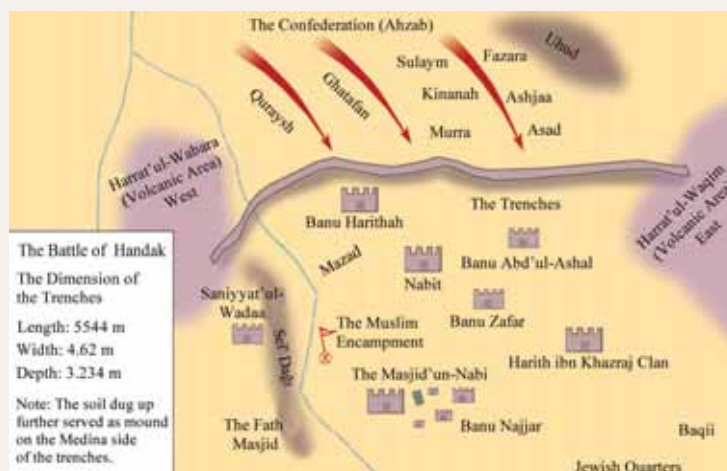 The Confederation (Ahzab)
Uhud
Quraysh
Ghatafan
Sulaym
Fazara
Kinanah
Ashjaa
Murra
Asad
Harrat'ul-Wabara
(Volcanic Area)
West
Harrat'ul-Waqim
(Volcanic Area)
East
Banu Harithah
The Trenches
Mazad
Nabit
Banu Abd'ul-Ashal
Banu Zafar
Saniyyat'ul-
Wadaa
Sel' Dağı
The Muslim
Encampment
Harith ibn Khazraj Clan
The Masjid'un-Nabi
Banu Najjar
The Fath
Masjid
Baqii
Jewish Quarters
The Battle of Handak
The Dimension of
the Trenches
Length: 5544 m
Width: 4.62 m
Depth: 3.234 m
Note: The soil dug up
further served as mound
on the Medina side
of the trenches.